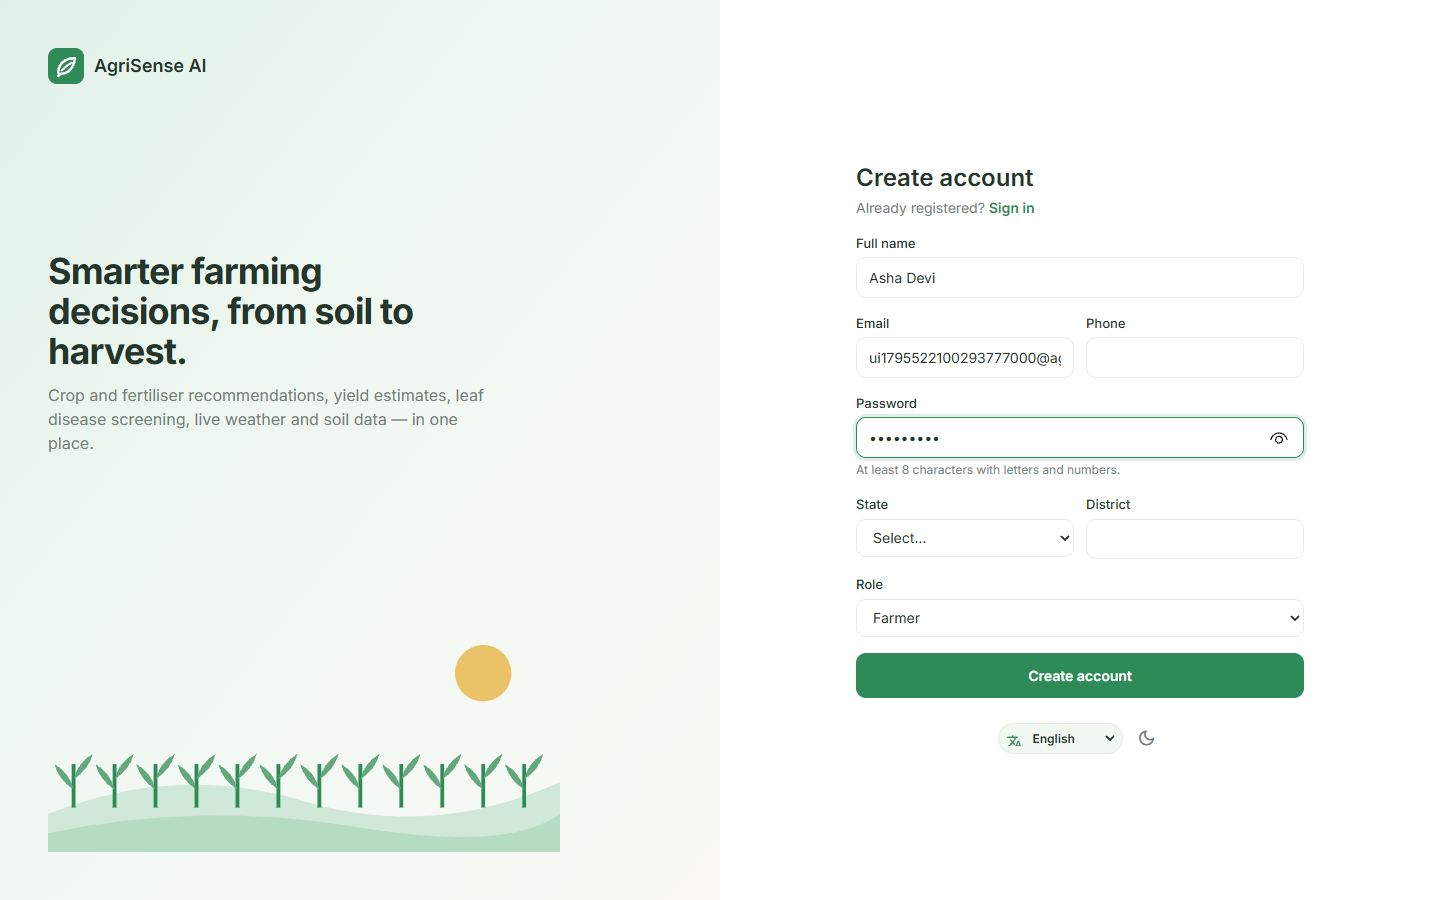 AgriSense AI
Smarter farming
decisions, from soil to
harvest.
Crop and fertiliser recommendations, yield estimates, leaf
disease screening, live weather and soil data — in one
place.
Create account
Already registered? Sign in
Full name
Asha Devi
Email
Phone
ui1795522100293777000@ag
Password
•••••••••
At least 8 characters with letters and numbers.
State
District
Select...
Role
Farmer
Create account
English